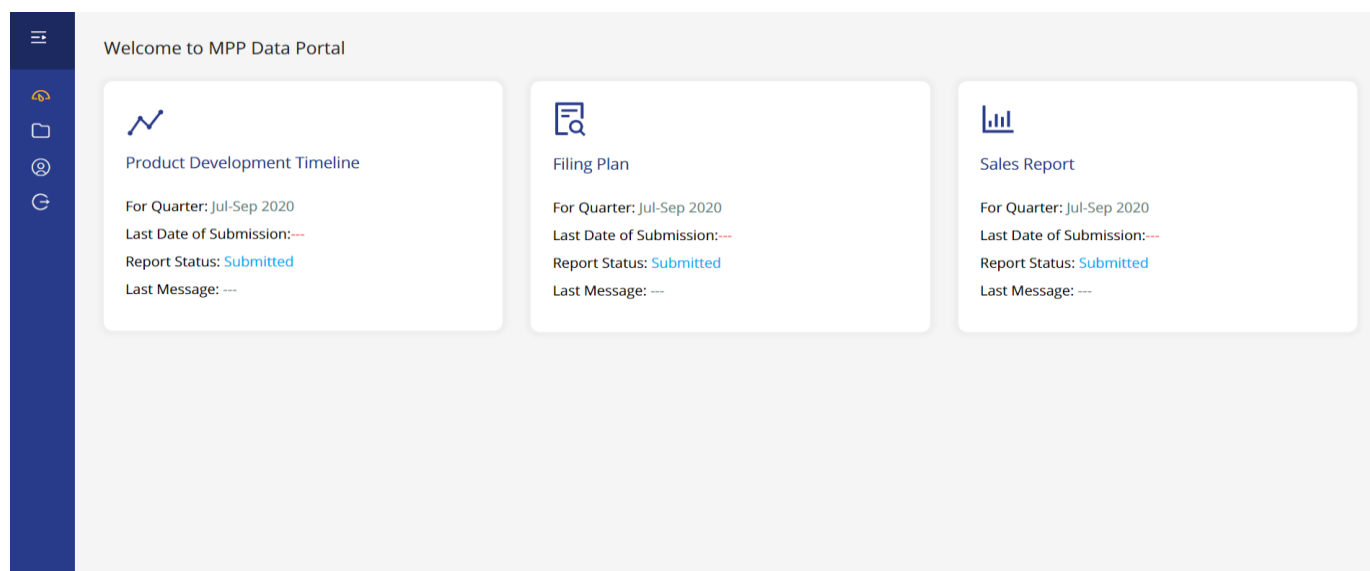 Welcome to MPP Data Portal
Product Development Timeline
For Quarter: Jul-Sep 2020
Last Date of Submission:---
Report Status: Submitted
Last Message: ---
Filing Plan
For Quarter: Jul-Sep 2020
Last Date of Submission:---
Report Status: Submitted
Last Message: ---
Sales Report
For Quarter: Jul-Sep 2020
Last Date of Submission:---
Report Status: Submitted
Last Message: ---